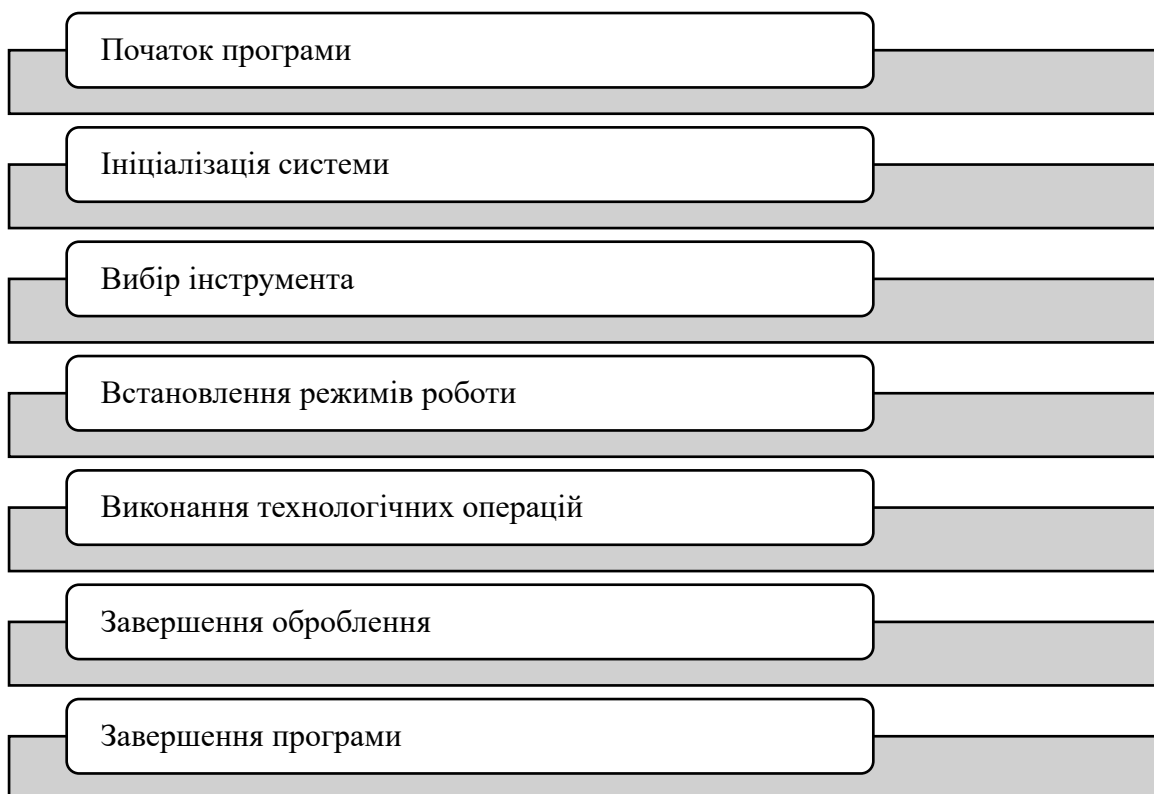 Початок програми
Ініціалізація системи
Вибір інструмента
Встановлення режимів роботи
Виконання технологічних операцій
Завершення оброблення
Завершення програми